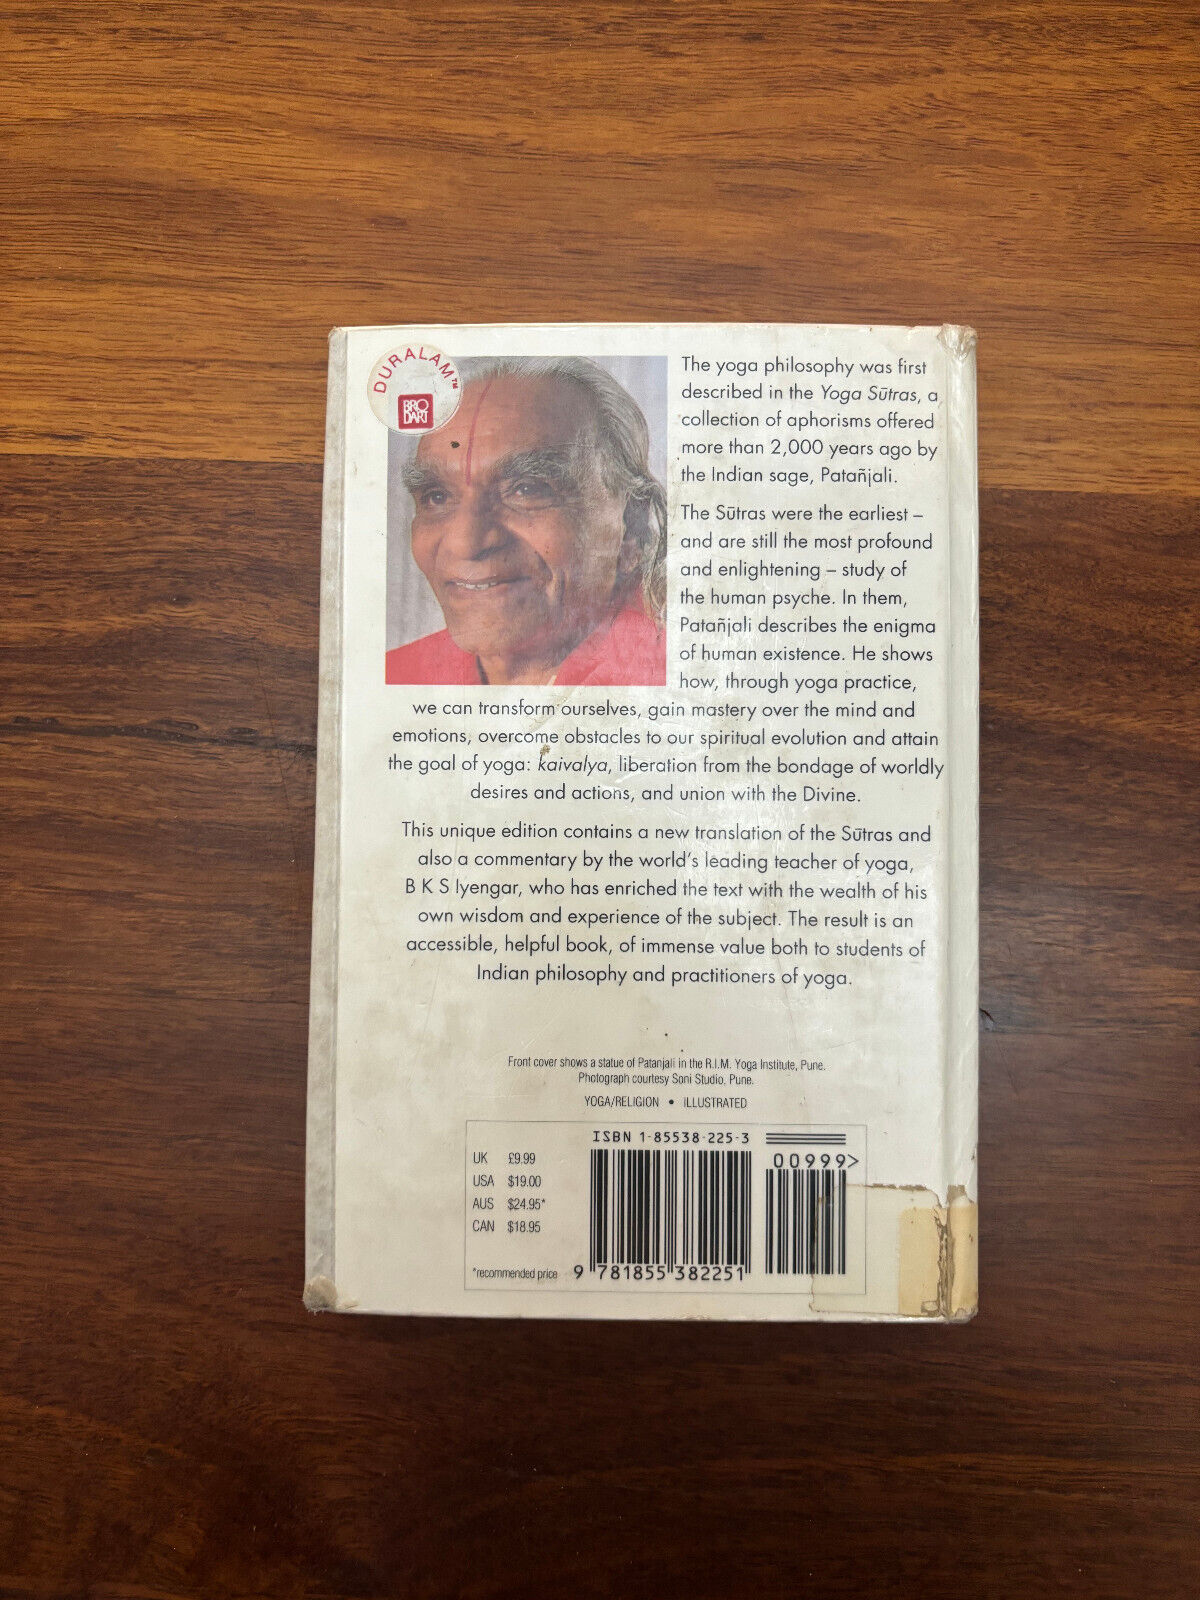 DURALAM™
BRO
DART
The yoga philosophy was first
described in the Yoga Sūtras, a
collection of aphorisms offered
more than 2,000 years ago by
the Indian sage, Patañjali.
The Sūtras were the earliest –
and are still the most profound
and enlightening – study of
the human psyche. In them,
Patañjali describes the enigma
of human existence. He shows
how, through yoga practice,
we can transform ourselves, gain mastery over the mind and
emotions, overcome obstacles to our spiritual evolution and attain
the goal of yoga: kaivalya, liberation from the bondage of worldly
desires and actions, and union with the Divine.
This unique edition contains a new translation of the Sūtras and
also a commentary by the world's leading teacher of yoga,
B K S Iyengar, who has enriched the text with the wealth of his
own wisdom and experience of the subject. The result is an
accessible, helpful book, of immense value both to students of
Indian philosophy and practitioners of yoga.
Front cover shows a statue of Patanjali in the R.I.M. Yoga Institute, Pune.
Photograph courtesy Soni Studio, Pune.
YOGA/RELIGION • ILLUSTRATED
ISBN 1-85538-225-3
00999>
UK £9.99
USA $19.00
AUS $24.95*
CAN $18.95
*recommended price
9 781855 382251